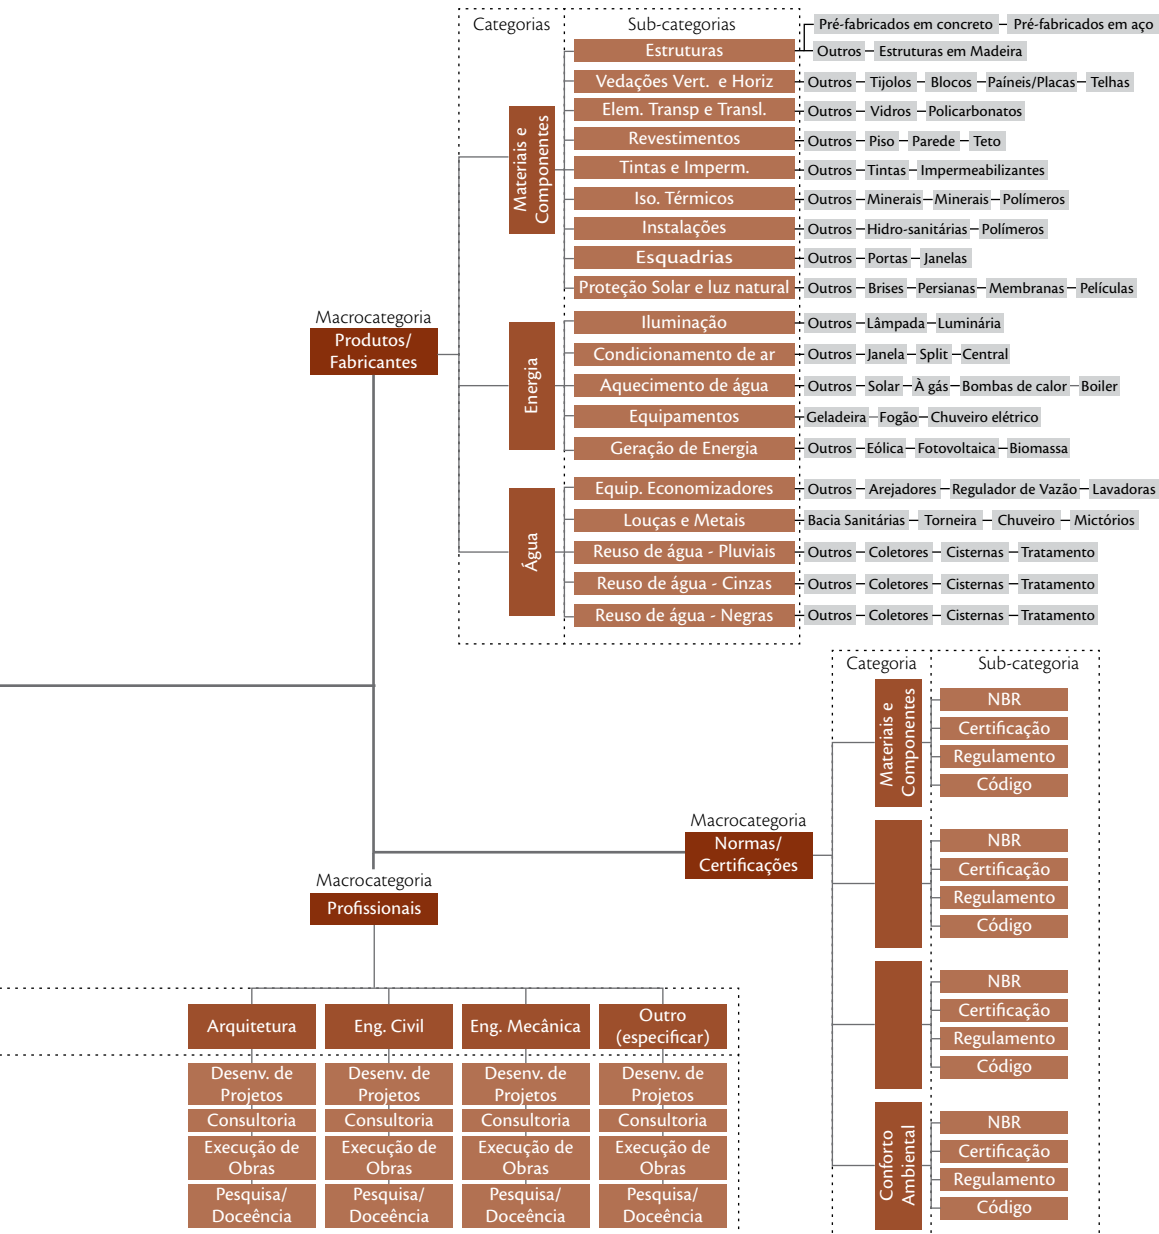 Categorias
Sub-categorias
Pré-fabricados em concreto
Pré-fabricados em aço
Estruturas
Outros
Estruturas em Madeira
Vedações Vert. e Horiz
Outros
Tijolos
Blocos
Paíneis/Placas
Telhas
Elem. Transp e Transl.
Outros
Vidros
Policarbonatos
Materiais e
Componentes
Revestimentos
Outros
Piso
Parede
Teto
Tintas e Imperm.
Outros
Tintas
Impermeabilizantes
Iso. Térmicos
Outros
Minerais
Minerais
Polímeros
Instalações
Outros
Hidro-sanitárias
Polímeros
Esquadrias
Outros
Portas
Janelas
Proteção Solar e luz natural
Outros
Brises
Persianas
Membranas
Películas
Macrocategoria
Produtos/
Fabricantes
Energia
Iluminação
Outros
Lâmpada
Luminária
Condicionamento de ar
Outros
Janela
Split
Central
Aquecimento de água
Outros
Solar
À gás
Bombas de calor
Boiler
Equipamentos
Geladeira
Fogão
Chuveiro elétrico
Geração de Energia
Outros
Eólica
Fotovoltaica
Biomassa
Água
Equip. Economizadores
Outros
Arejadores
Regulador de Vazão
Lavadoras
Louças e Metais
Bacia Sanitárias
Torneira
Chuveiro
Mictórios
Reuso de água - Pluviais
Outros
Coletores
Cisternas
Tratamento
Reuso de água - Cinzas
Outros
Coletores
Cisternas
Tratamento
Reuso de água - Negras
Outros
Coletores
Cisternas
Tratamento
Categoria
Sub-categoria
Materiais e
Componentes
NBR
Certificação
Regulamento
Código
Macrocategoria
Normas/
Certificações
NBR
Certificação
Regulamento
Código
NBR
Certificação
Regulamento
Código
Conforto
Ambiental
NBR
Certificação
Regulamento
Código
Macrocategoria
Profissionais
Arquitetura
Eng. Civil
Eng. Mecânica
Outro
(especificar)
Desenv. de
Projetos
Desenv. de
Projetos
Desenv. de
Projetos
Desenv. de
Projetos
Consultoria
Consultoria
Consultoria
Consultoria
Execução de
Obras
Execução de
Obras
Execução de
Obras
Execução de
Obras
Pesquisa/
Doceência
Pesquisa/
Doceência
Pesquisa/
Doceência
Pesquisa/
Doceência